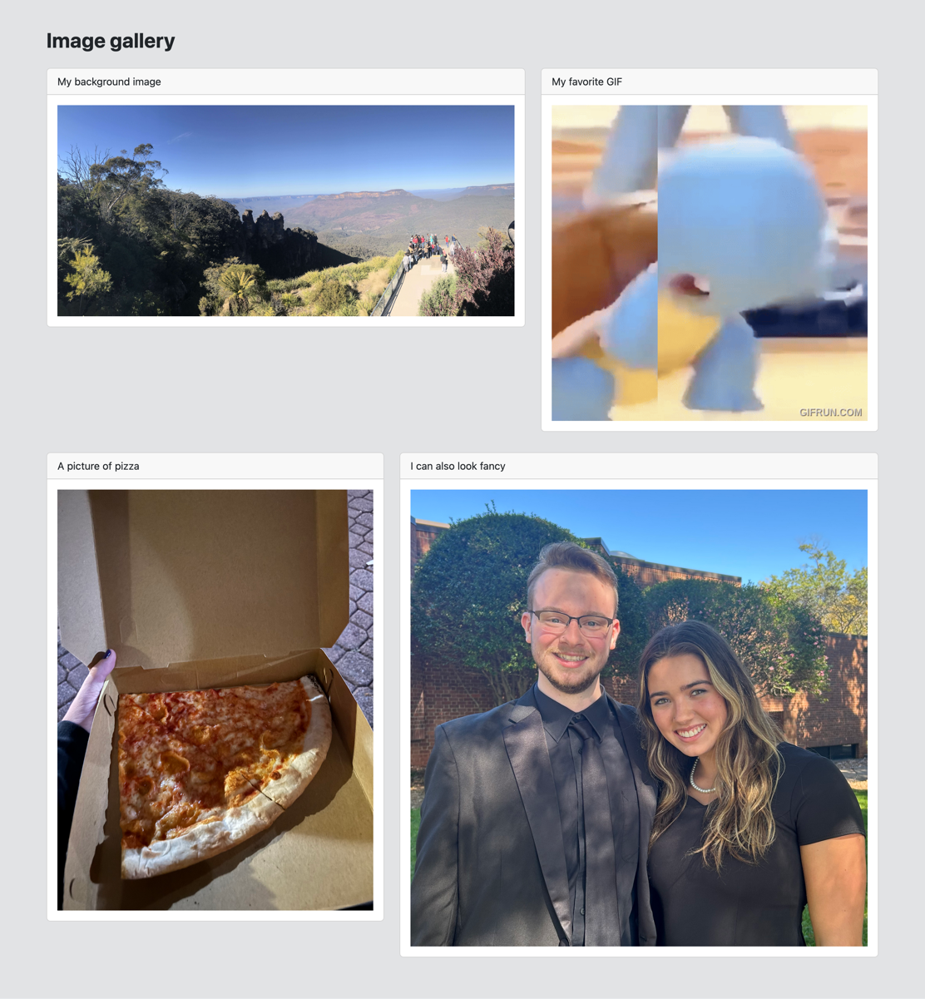 Image gallery
My background image
My favorite GIF
GIFRUN.COM
A picture of pizza
I can also look fancy